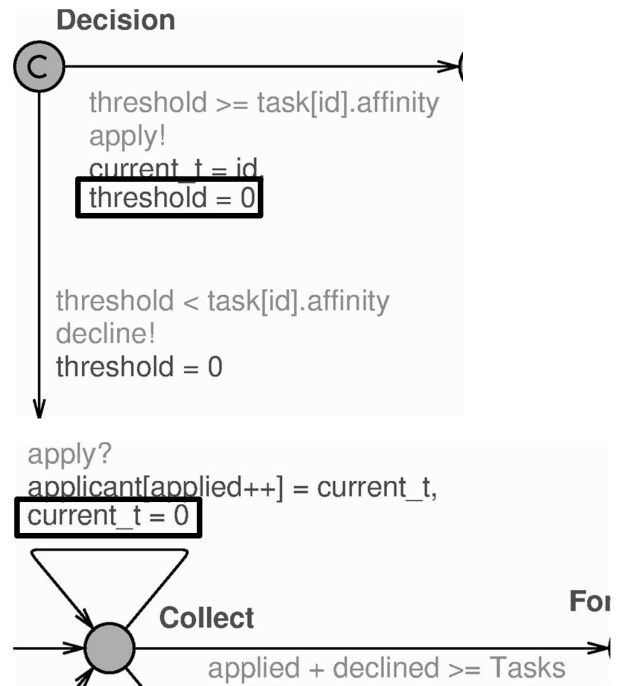 Decision
C
threshold >= task[id].affinity
apply!
current_t = id,
threshold = 0
threshold < task[id].affinity
decline!
threshold = 0
apply?
applicant[applied++] = current_t,
current_t = 0
Collect
For
applied + declined >= Tasks